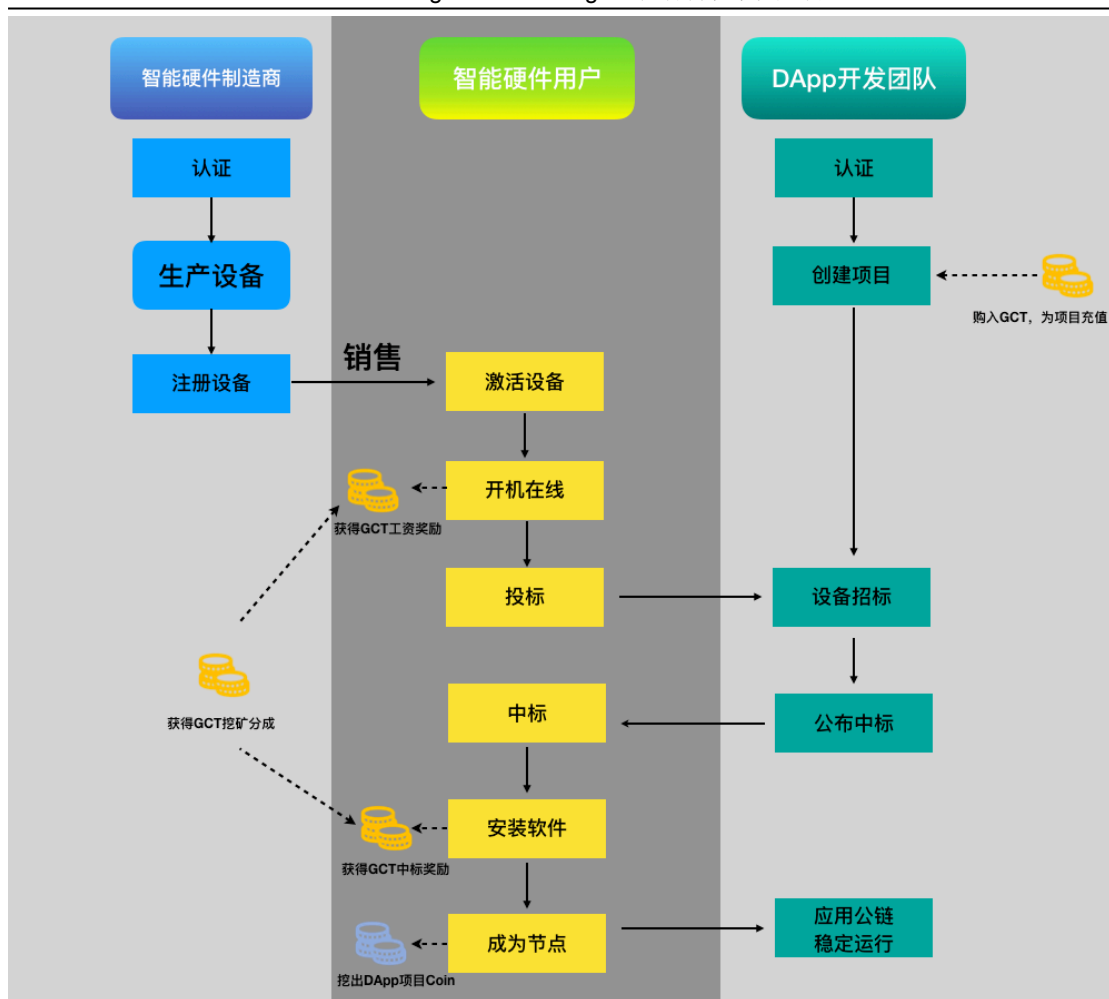 智能硬件制造商
智能硬件用户
DApp开发团队
认证
认证
生产设备
创建项目
购入GCT，为项目充值
销售
注册设备
激活设备
开机在线
获得GCT工资奖励
投标
设备招标
获得GCT挖矿分成
中标
公布中标
安装软件
获得GCT中标奖励
成为节点
应用公链
稳定运行
挖出DApp项目Coin